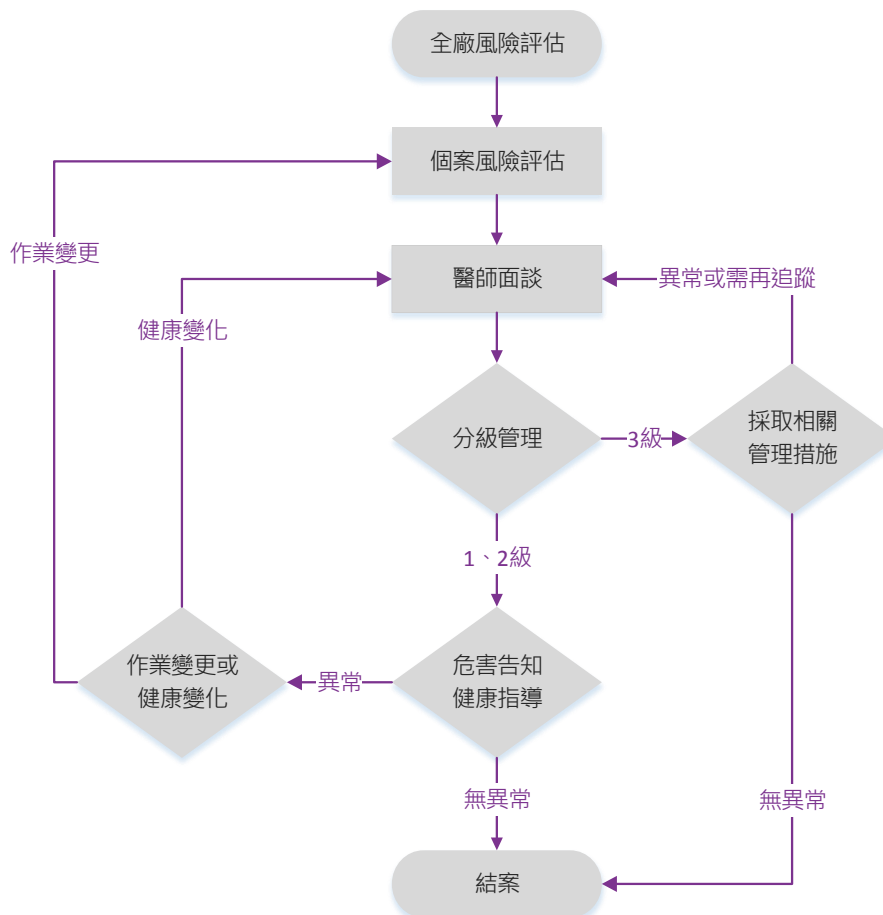 全廠風險評估
個案風險評估
作業變更
醫師面談
異常或需再追蹤
健康變化
分級管理
3級
採取相關
管理措施
1、2級
作業變更或
健康變化
異常
危害告知
健康指導
無異常
無異常
結案